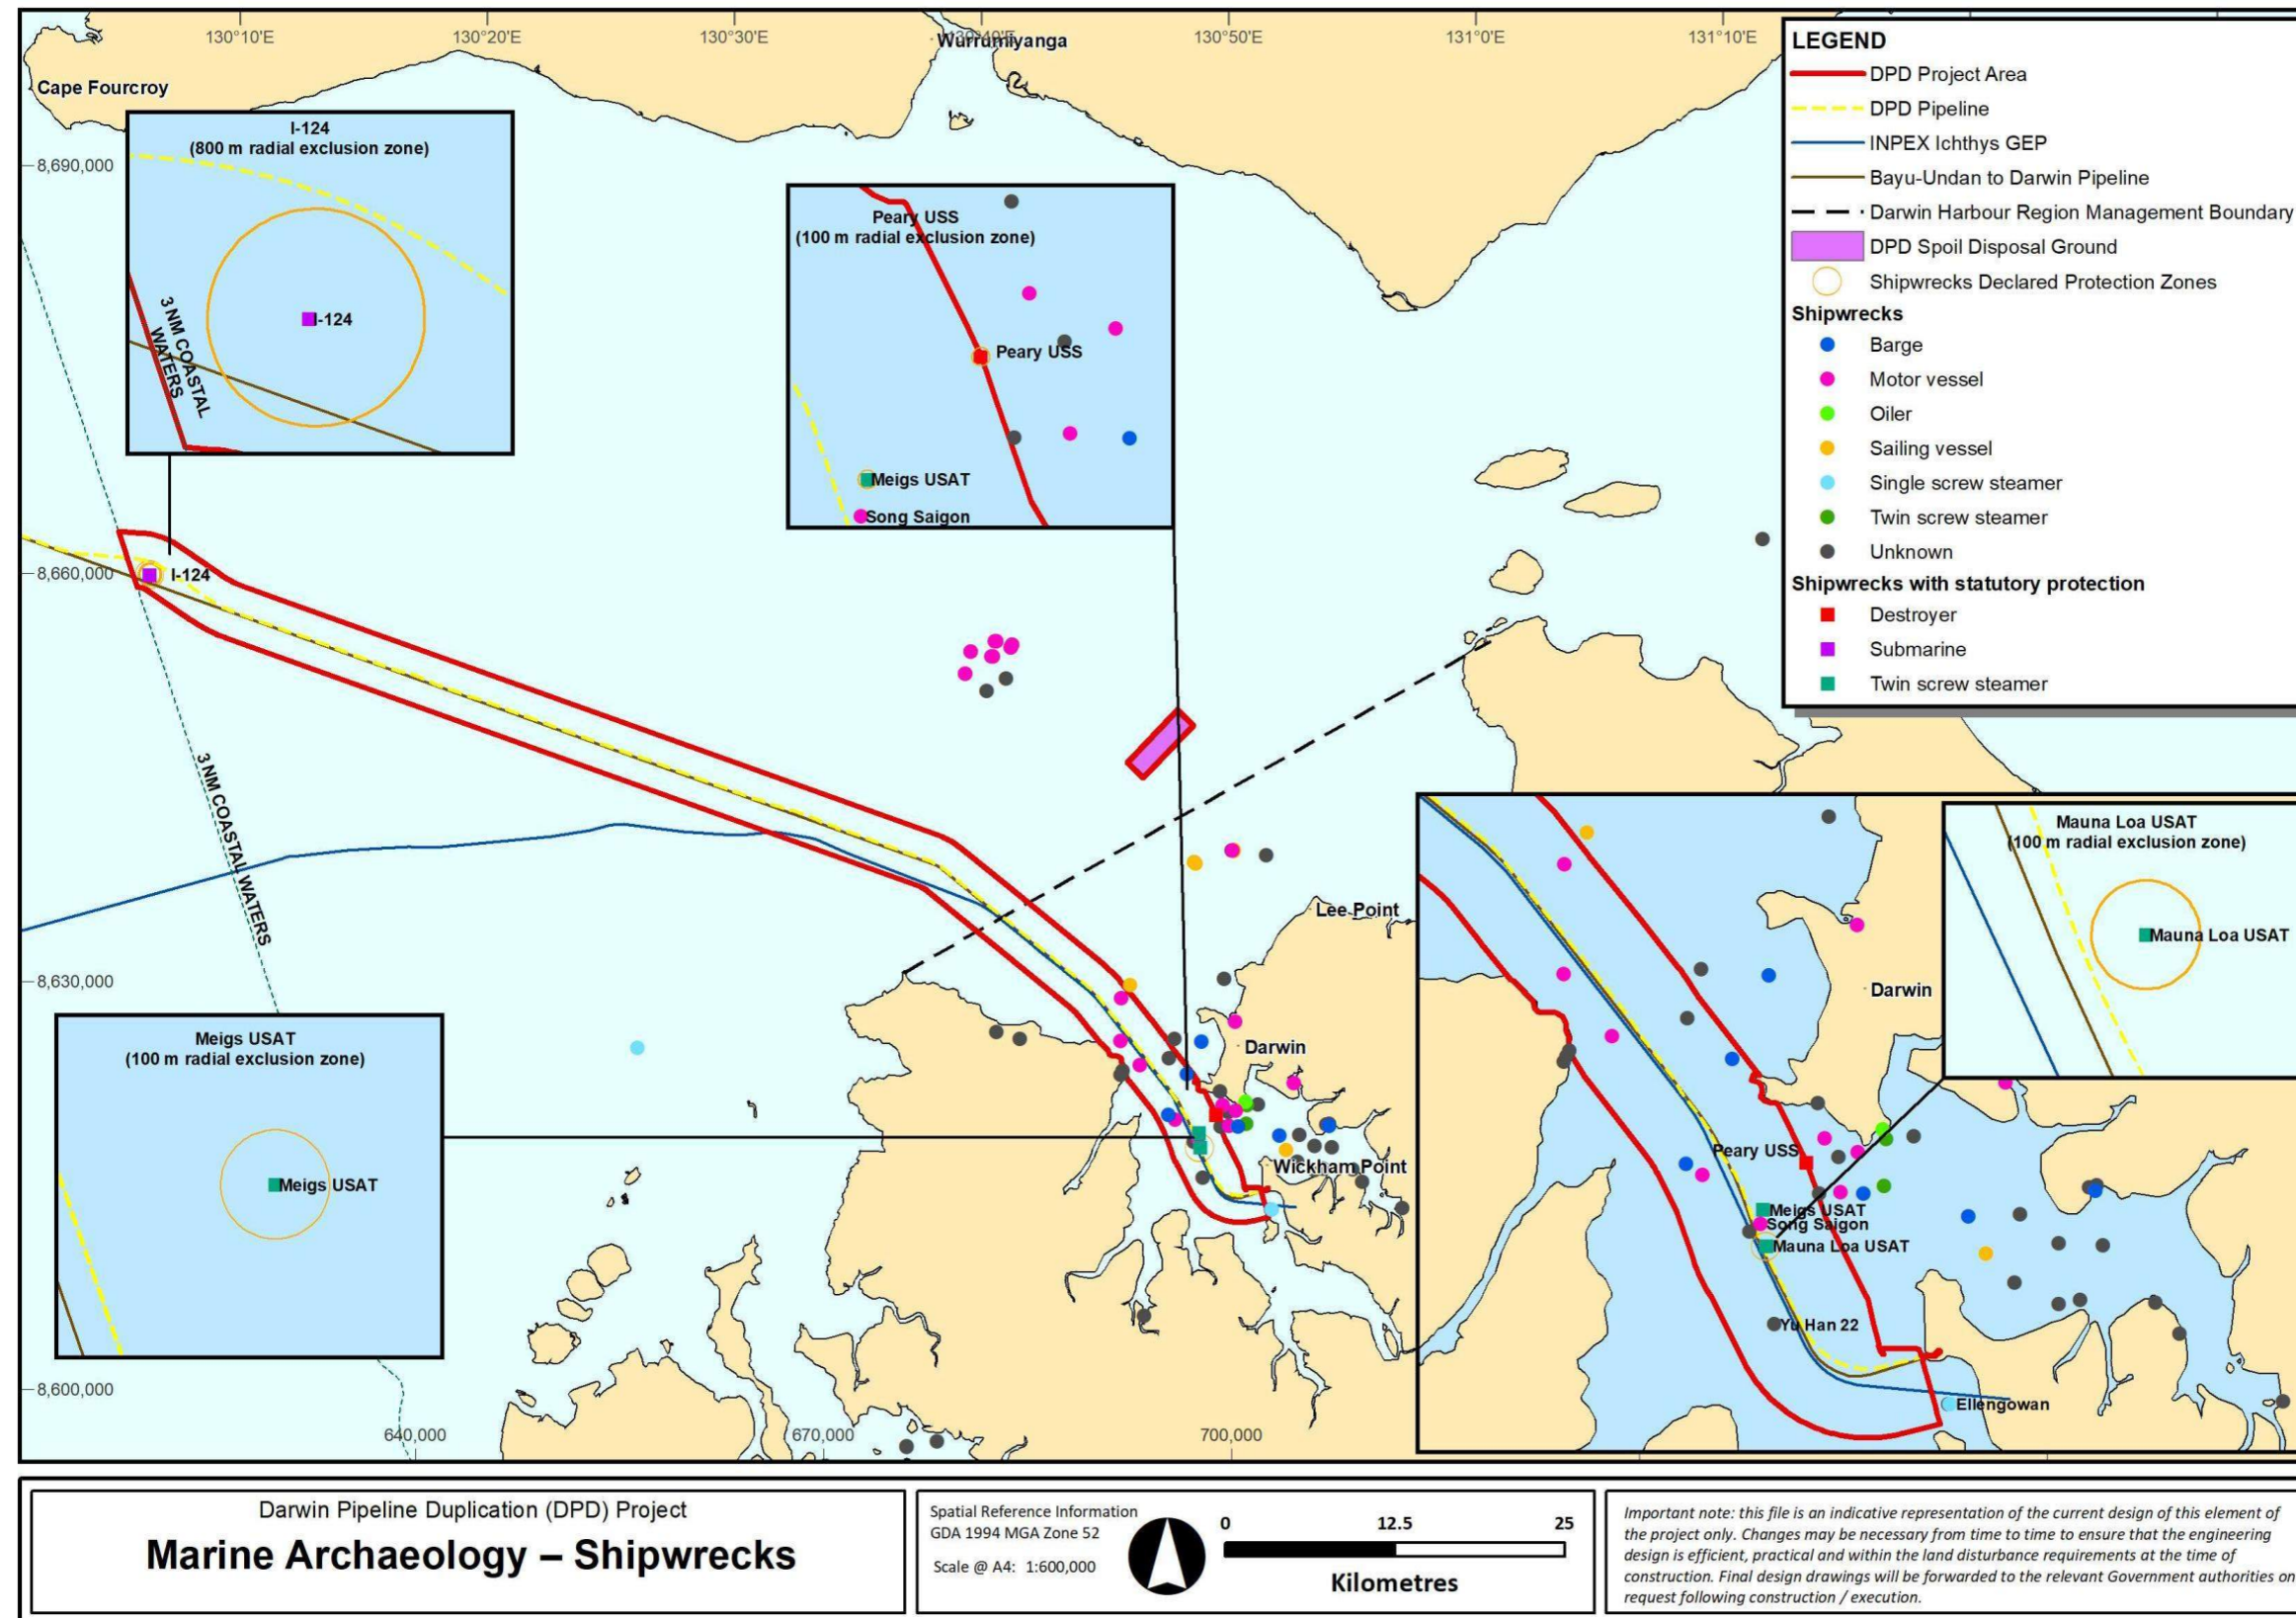 130°10'E
130°20'E
130°30'E
130°40'E
130°50'E
131°0'E
131°10'E
Wurrumiyanga
Cape Fourcroy
8,690,000
8,660,000
8,630,000
8,600,000
640,000
670,000
700,000
I-124
(800 m radial exclusion zone)
I-124
3 NM COASTAL
WATERS
Peary USS
(100 m radial exclusion zone)
Peary USS
Meigs USAT
Song Saigon
I-124
3 NM COASTAL WATERS
Lee Point
Darwin
Wickham Point
Meigs USAT
(100 m radial exclusion zone)
Meigs USAT
Mauna Loa USAT
(100 m radial exclusion zone)
Mauna Loa USAT
Darwin
Peary USS
Meigs USAT
Song Saigon
Mauna Loa USAT
Yu Han 22
Ellengowan
LEGEND
DPD Project Area
DPD Pipeline
INPEX Ichthys GEP
Bayu-Undan to Darwin Pipeline
Darwin Harbour Region Management Boundary
DPD Spoil Disposal Ground
Shipwrecks Declared Protection Zones
Shipwrecks
Barge
Motor vessel
Oiler
Sailing vessel
Single screw steamer
Twin screw steamer
Unknown
Shipwrecks with statutory protection
Destroyer
Submarine
Twin screw steamer
Darwin Pipeline Duplication (DPD) Project
Marine Archaeology – Shipwrecks
Spatial Reference Information
GDA 1994 MGA Zone 52
Scale @ A4: 1:600,000
0 12.5 25
Kilometres
Important note: this file is an indicative representation of the current design of this element of
the project only. Changes may be necessary from time to time to ensure that the engineering
design is efficient, practical and within the land disturbance requirements at the time of
construction. Final design drawings will be forwarded to the relevant Government authorities on
request following construction / execution.